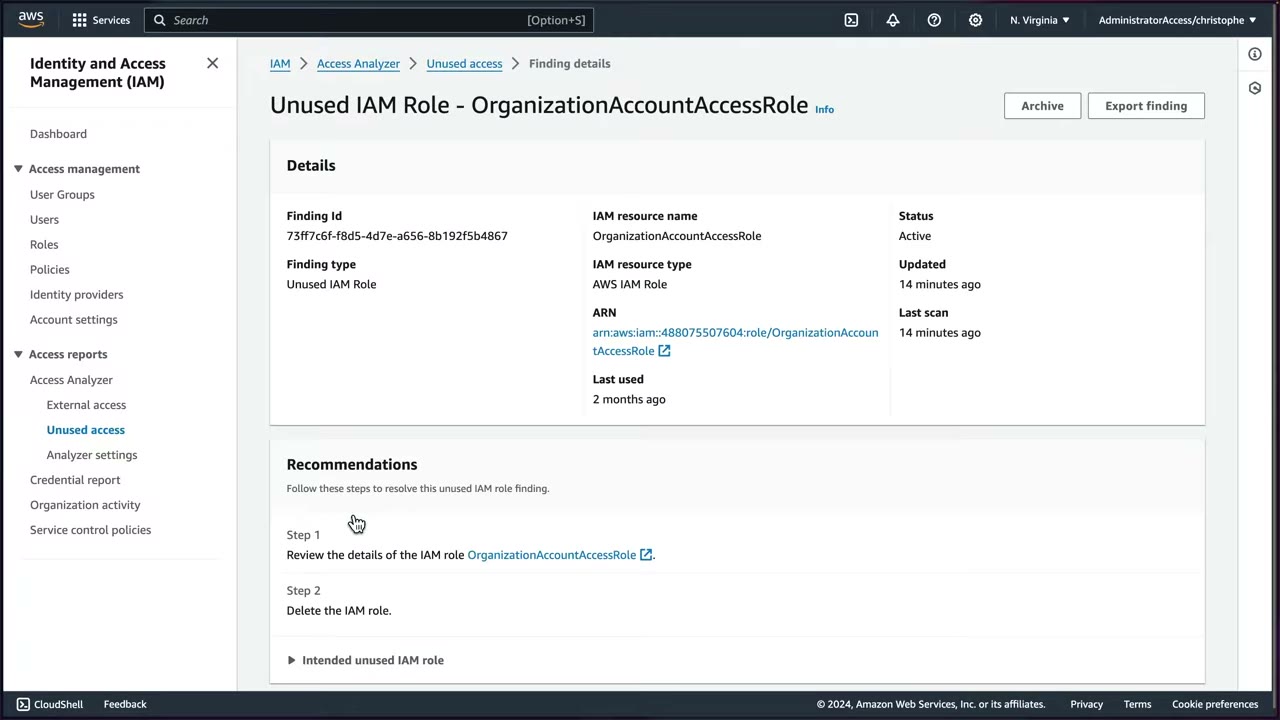 aws
Services
Search
[Option+S]
N. Virginia ▼
AdministratorAccess/christophe ▼
Identity and Access
Management (IAM)
Dashboard
Access management
User Groups
Users
Roles
Policies
Identity providers
Account settings
Access reports
Access Analyzer
External access
Unused access
Analyzer settings
Credential report
Organization activity
Service control policies
IAM > Access Analyzer > Unused access > Finding details
Unused IAM Role - OrganizationAccountAccessRole Info
Archive
Export finding
Details
Finding Id
73ff7c6f-f8d5-4d7e-a656-8b192f5b4867
Finding type
Unused IAM Role
IAM resource name
OrganizationAccountAccessRole
IAM resource type
AWS IAM Role
ARN
arn:aws:iam::488075507604:role/OrganizationAccoun
tAccessRole
Last used
2 months ago
Status
Active
Updated
14 minutes ago
Last scan
14 minutes ago
Recommendations
Follow these steps to resolve this unused IAM role finding.
Step 1
Review the details of the IAM role OrganizationAccountAccessRole .
Step 2
Delete the IAM role.
Intended unused IAM role
CloudShell
Feedback
© 2024, Amazon Web Services, Inc. or its affiliates.
Privacy
Terms
Cookie preferences